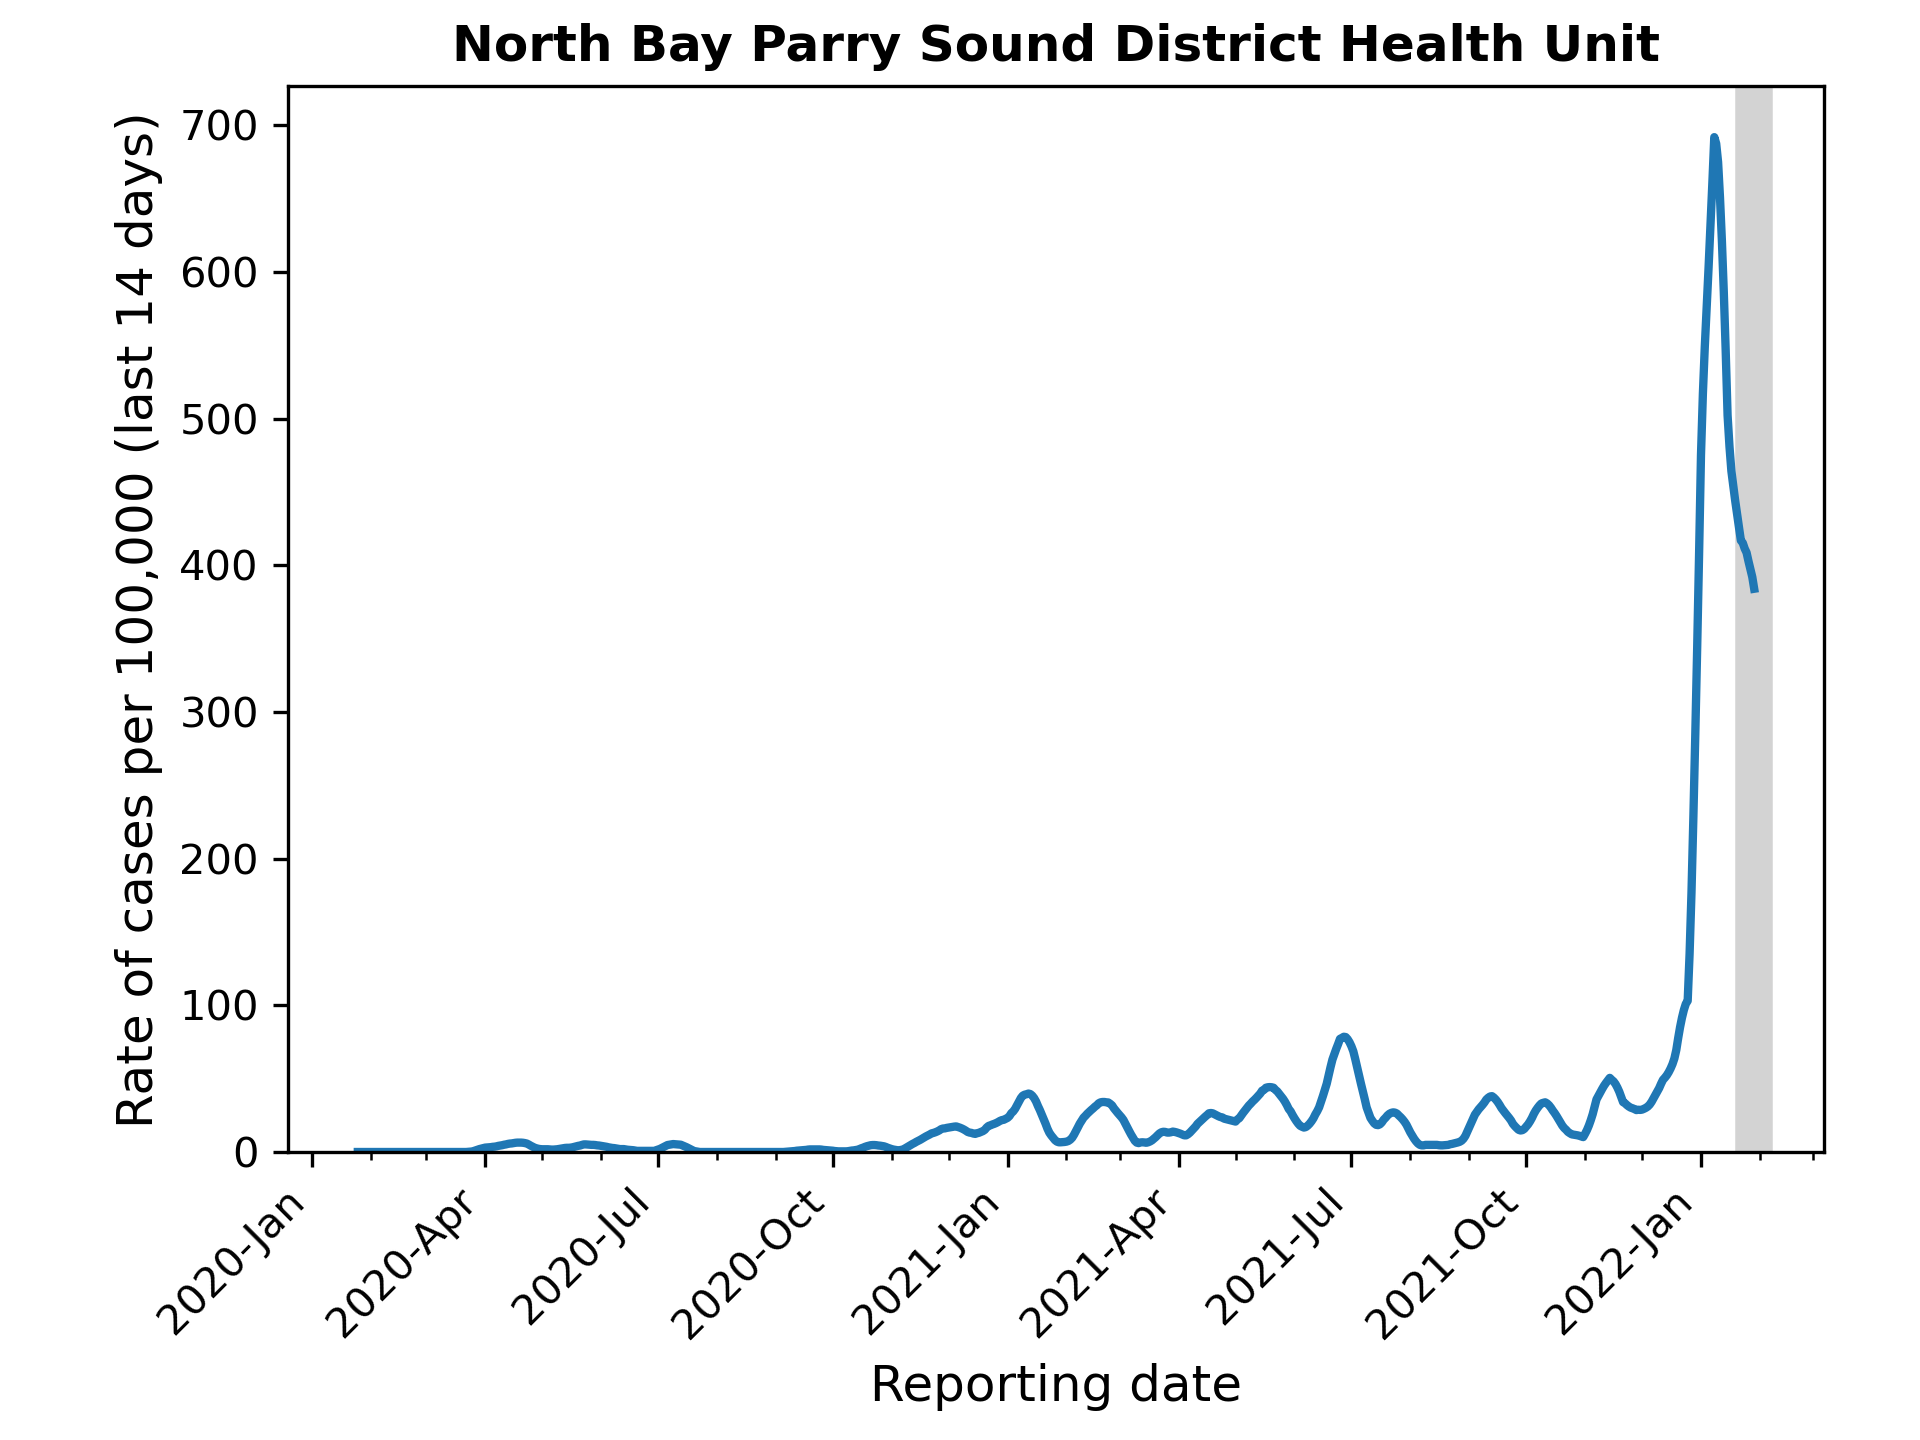 North Bay Parry Sound District Health Unit
Rate of cases per 100,000 (last 14 days)
700
600
500
400
300
200
100
0
2020-Jan
2020-Apr
2020-Jul
2020-Oct
2021-Jan
2021-Apr
2021-Jul
2021-Oct
2022-Jan
Reporting date